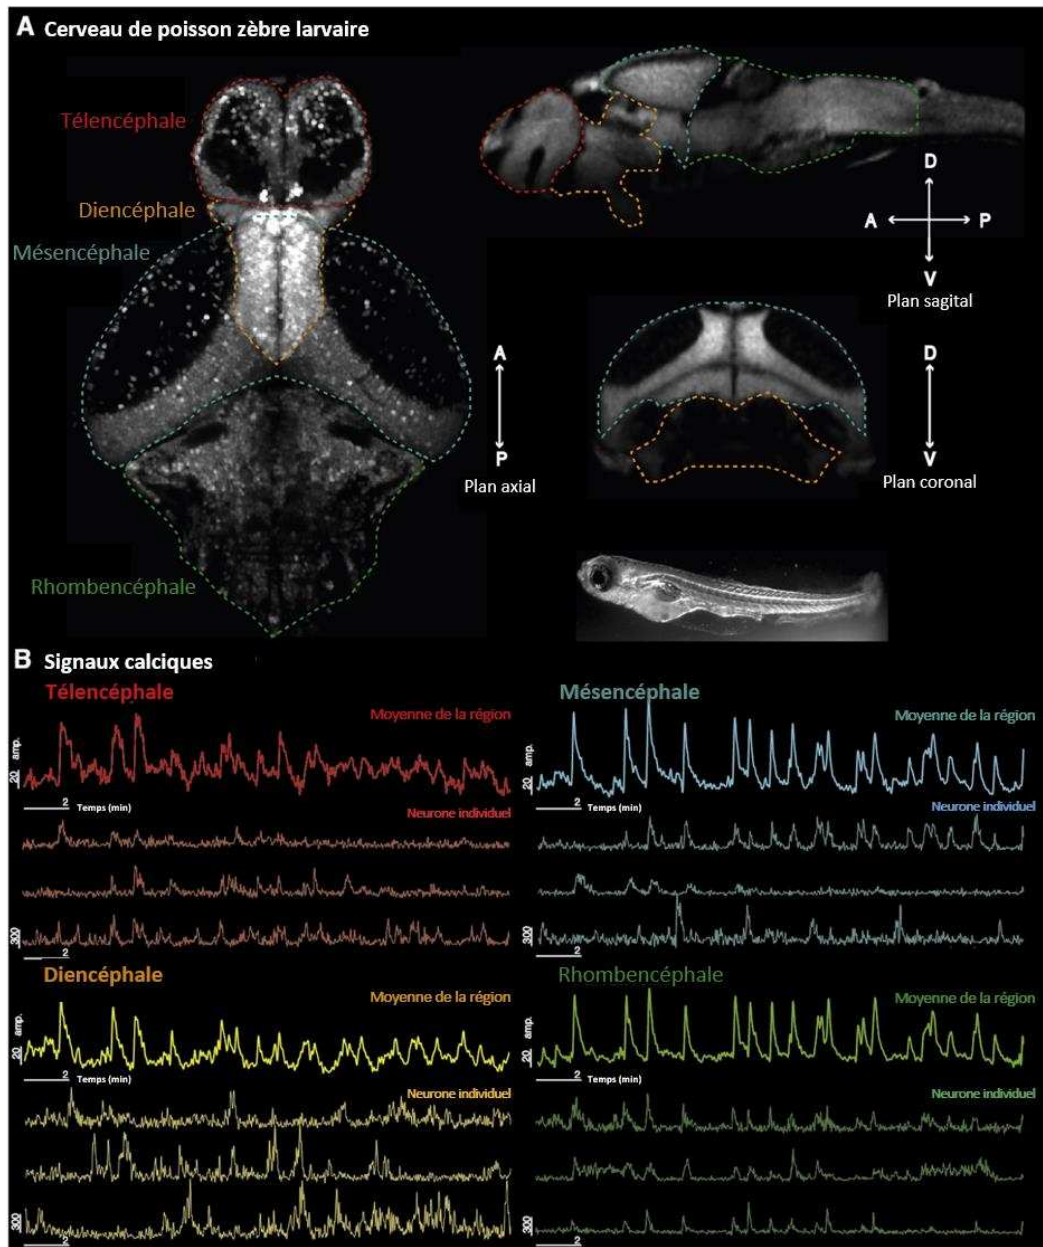 A Cerveau de poisson zèbre larvaire
Télencéphale
Diencéphale
Mésencéphale
Rhombencéphale
A
P
Plan axial
D
A P
V
Plan sagital
D
V
Plan coronal
B Signaux calciques
Télencéphale
Moyenne de la région
20 amp.
2 Temps (min)
Neurone individuel
300
2
Mésencéphale
Moyenne de la région
20 amp.
2 Temps (min)
Neurone individuel
300
2
Diencéphale
Moyenne de la région
20 amp.
2 Temps (min)
Neurone individuel
300
2
Rhombencéphale
Moyenne de la région
20 amp.
2 Temps (min)
Neurone individuel
300
2